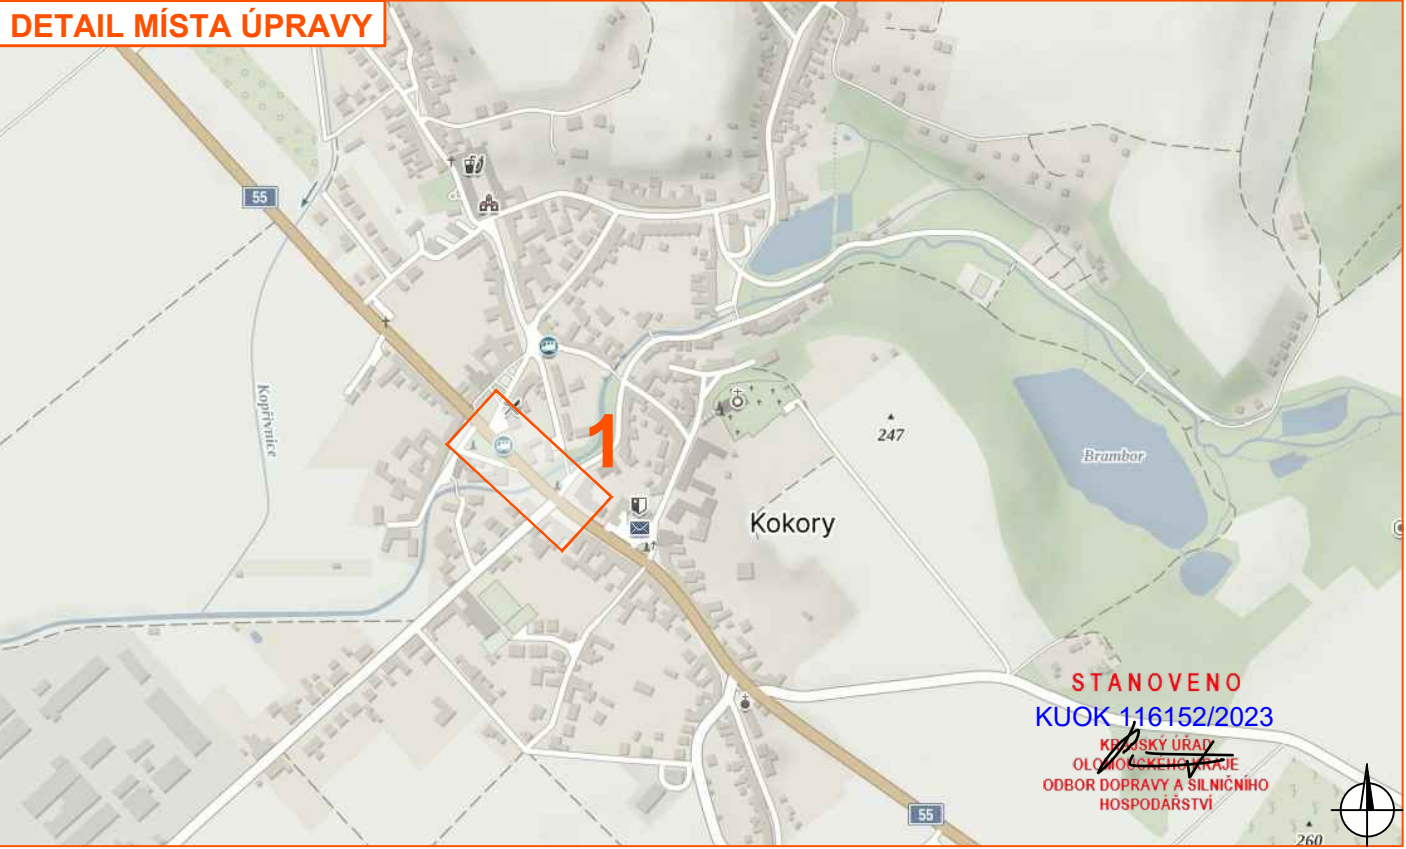 DETAIL MÍSTA ÚPRAVY
55
Kopřivnice
1
247
Brambor
Kokory
STANOVENO
KUOK 116152/2023
KRAJSKÝ ÚŘAD
OLOMOUCKÉHO KRAJE
ODBOR DOPRAVY A SILNIČNÍHO
HOSPODÁŘSTVÍ
55
260